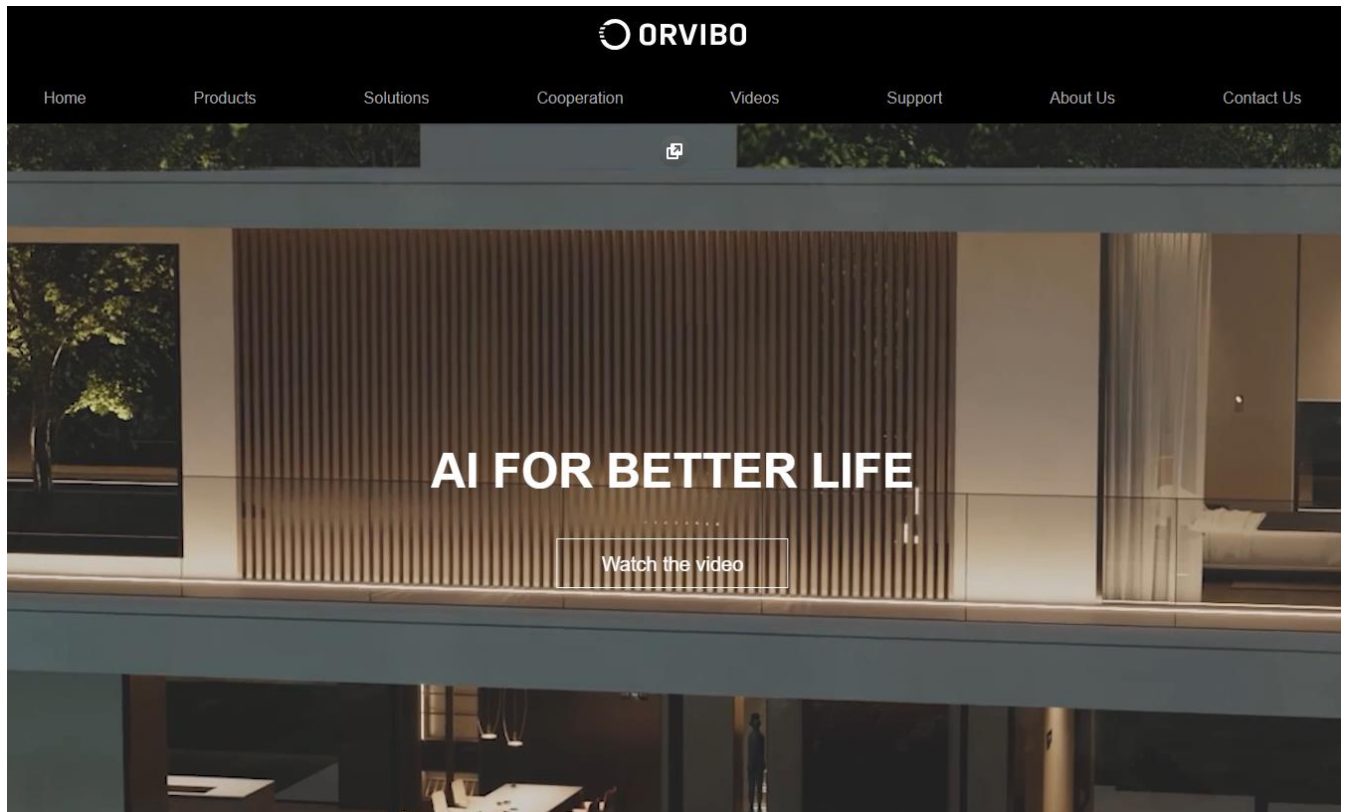 ORVIBO
Home Products Solutions Cooperation Videos Support About Us Contact Us
AI FOR BETTER LIFE
Watch the video